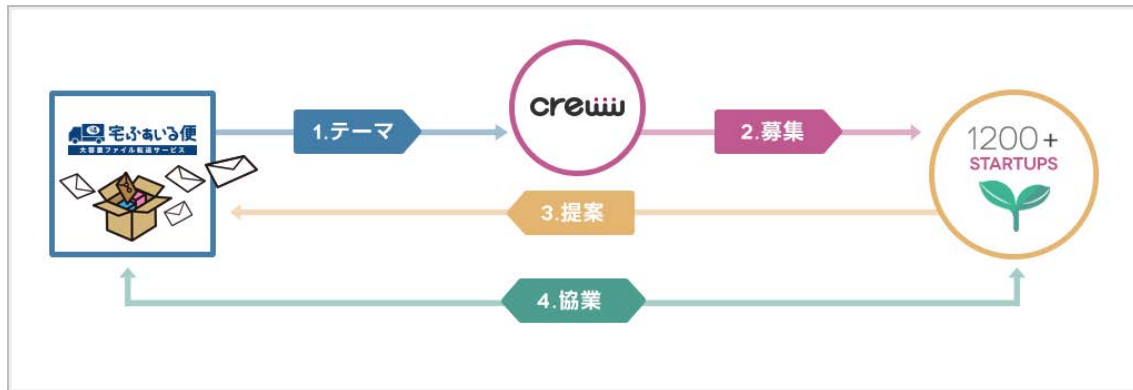 宅ふぁいる便
大容量ファイル転送サービス
1.テーマ
creww
2.募集
1200+
STARTUPS
3.提案
4.協業